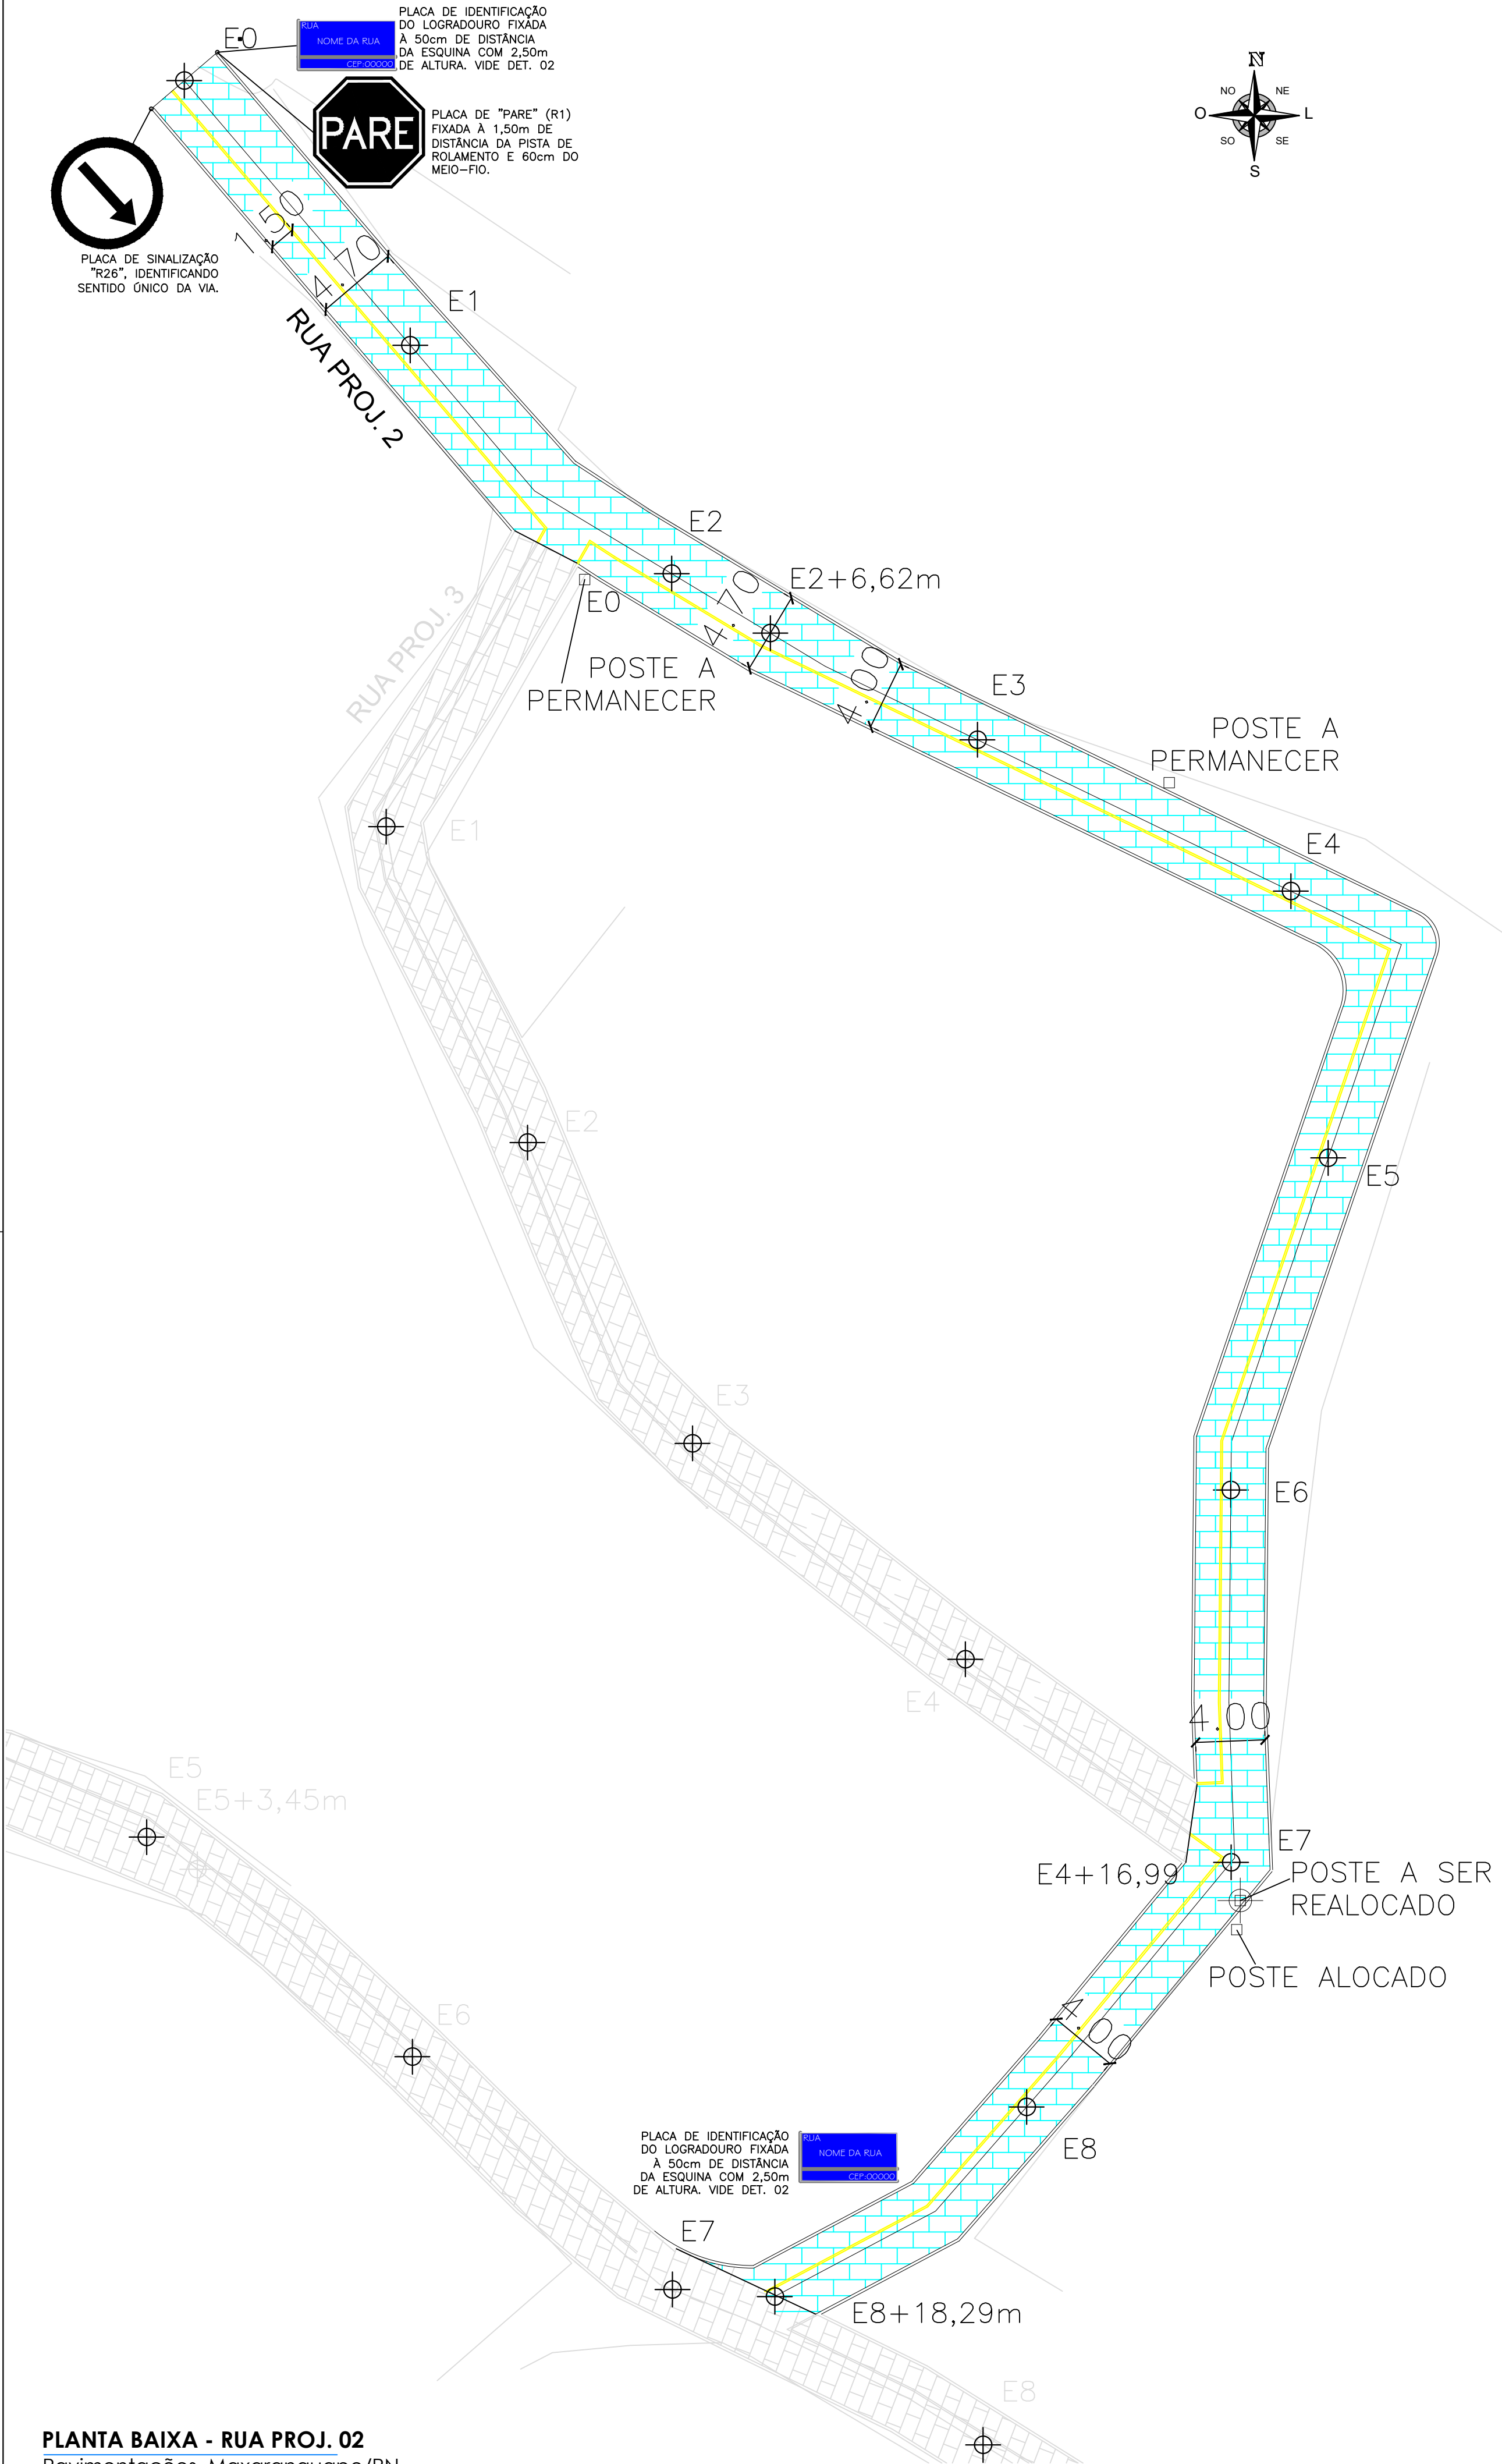 E0
RUA
NOME DA RUA
CEP:00000
PLACA DE IDENTIFICAÇÃO
DO LOGRADOURO FIXADA
À 50cm DE DISTÂNCIA
DA ESQUINA COM 2,50m
DE ALTURA. VIDE DET. 02
PARE
PLACA DE "PARE" (R1)
FIXADA À 1,50m DE
DISTÂNCIA DA PISTA DE
ROLAMENTO E 60cm DO
MEIO-FIO.
N
NO
NE
O
L
SO
SE
S
PLACA DE SINALIZAÇÃO
"R26", IDENTIFICANDO
SENTIDO ÚNICO DA VIA.
1.50
4.70
E1
RUA PROJ. 2
E2
E2+6,62m
4.70
E0
RUA PROJ. 3
POSTE A
PERMANECER
4.00
E3
POSTE A
PERMANECER
E1
E4
E2
E5
E3
E6
E4
4.00
E5
E5+3,45m
E7
E4+16,99
POSTE A SER
REALOCADO
POSTE ALOCADO
E6
4.00
E8
PLACA DE IDENTIFICAÇÃO
DO LOGRADOURO FIXADA
À 50cm DE DISTÂNCIA
DA ESQUINA COM 2,50m
DE ALTURA. VIDE DET. 02
RUA
NOME DA RUA
CEP:00000
E7
E8+18,29m
E8
PLANTA BAIXA - RUA PROJ. 02